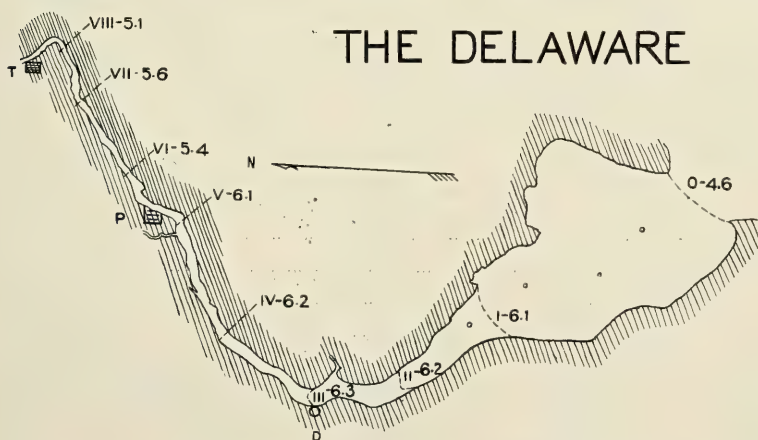 THE DELAWARE
VIII-5.1
T
VII-5.6
VI-5.4
N
O-4.6
V-6.1
P
IV-6.2
I-6.1
II-6.2
III-6.3
D